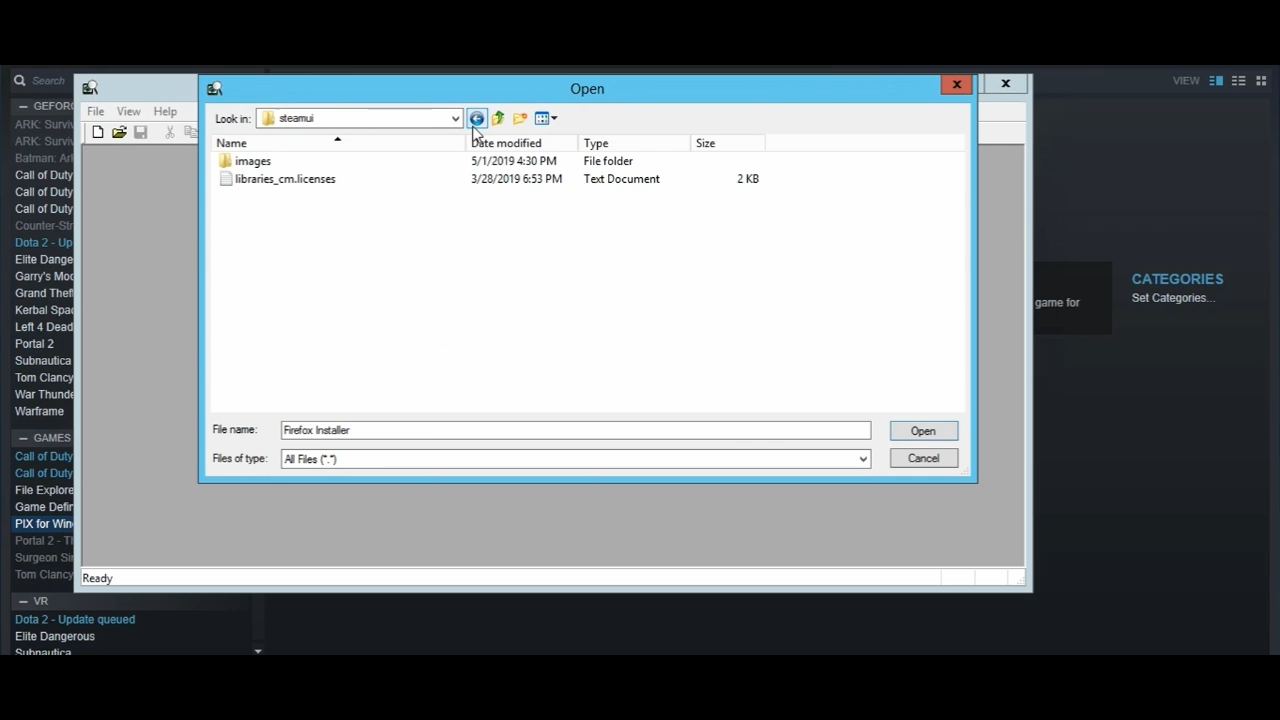 Search
VIEW
Open
GEFORC
Look in:
steamui
File
View
Help
ARK: Surviv
ARK: Surviv
Batman: Ark
Name
Date modified
Type
Size
images
5/1/2019 4:30 PM
File folder
libraries_cm.licenses
3/28/2019 6:53 PM
Text Document
2 KB
Call of Duty
Call of Duty
Call of Duty
Counter-Str
Dota 2 - Up
Elite Dange
Garry's Mod
Grand Theft
Kerbal Spac
Left 4 Dead
Portal 2
Subnautica
Tom Clancy
War Thunde
Warframe
CATEGORIES
Set Categories...
game for
File name:
Firefox Installer
Open
Files of type:
All Files (*.*)
Cancel
GAMES
Call of Duty
Call of Duty
File Explore
Game Defin
PIX for Wind
Portal 2 - Th
Surgeon Sim
Tom Clancy
Ready
VR
Dota 2 - Update queued
Elite Dangerous
Subnautica